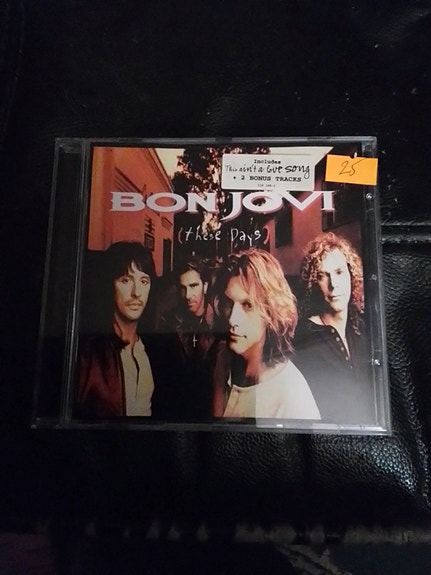 Includes
This ain't a love song
+ 2 BONUS TRACKS
25
BON JOVI
(these Days)